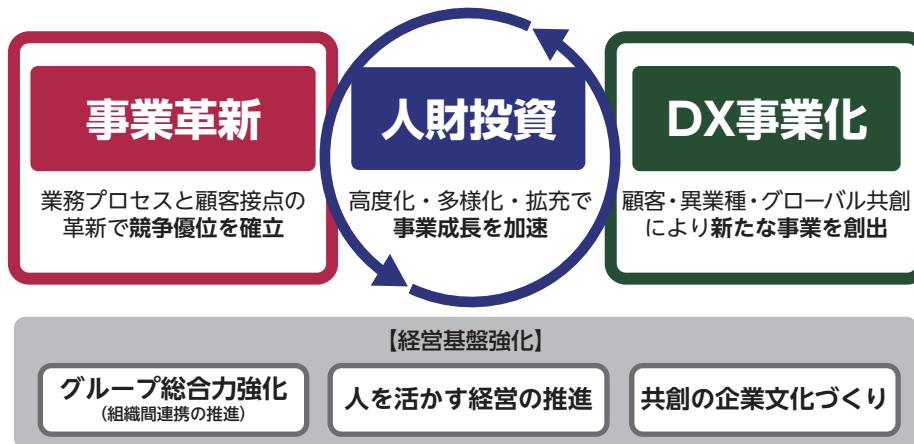 事業革新
業務プロセスと顧客接点の
革新で競争優位を確立
人財投資
高度化・多様化・拡充で
事業成長を加速
DX事業化
顧客・異業種・グローバル共創
により新たな事業を創出
【経営基盤強化】
グループ総合力強化
(組織間連携の推進)
人を活かす経営の推進
共創の企業文化づくり